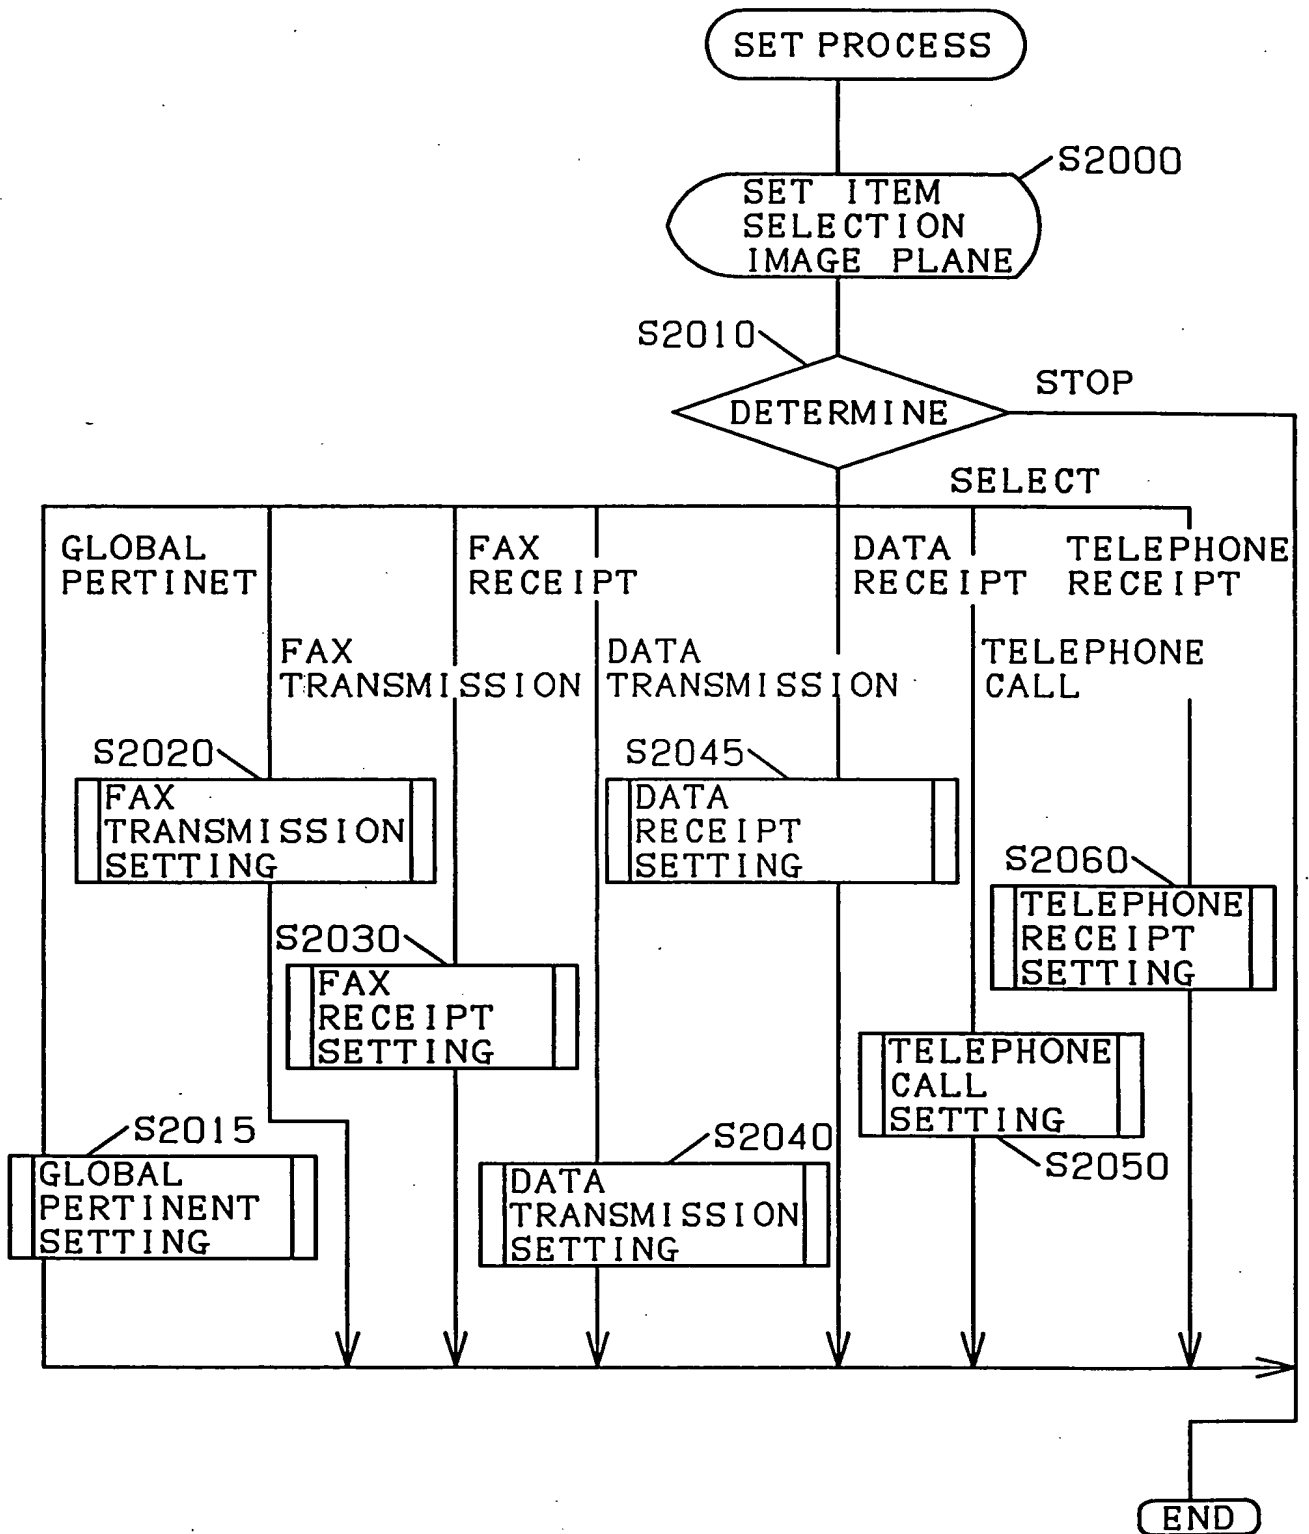 SET PROCESS
S2000
SET ITEM
SELECTION
IMAGE PLANE
S2010
DETERMINE
STOP
SELECT
GLOBAL
PERTINET
FAX
RECEIPT
DATA
RECEIPT
TELEPHONE
RECEIPT
FAX
TRANSMISSION
DATA
TRANSMISSION
TELEPHONE
CALL
S2020
FAX
TRANSMISSION
SETTING
S2045
DATA
RECEIPT
SETTING
S2060
TELEPHONE
RECEIPT
SETTING
S2030
FAX
RECEIPT
SETTING
TELEPHONE
CALL
SETTING
S2050
S2015
GLOBAL
PERTINENT
SETTING
S2040
DATA
TRANSMISSION
SETTING
END